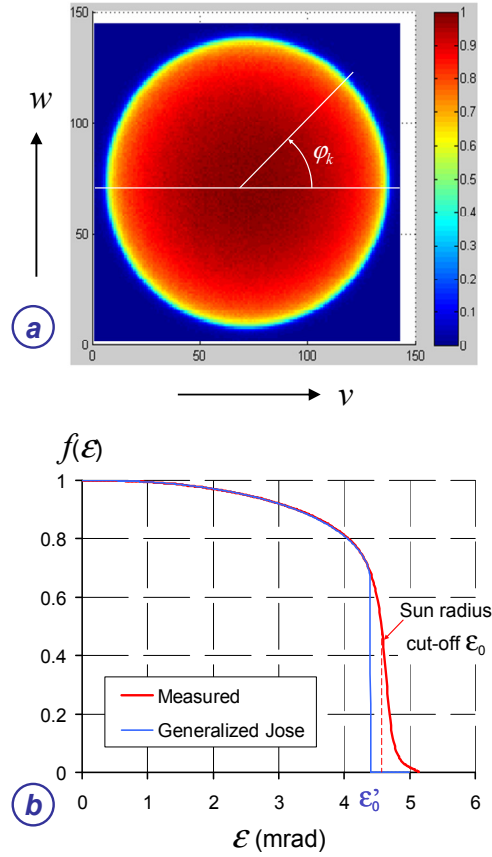 150
1
0.9
w
0.8
100
0.7
φk
0.6
0.5
0.4
50
0.3
0.2
0.1
a
0
0
0
50
100
150
v
f(ε)
1
0.8
0.6
Sun radius
cut-off ε0
0.4
Measured
0.2
Generalized Jose
0
b
0
1
2
3
4
ε0'
5
6
ε (mrad)